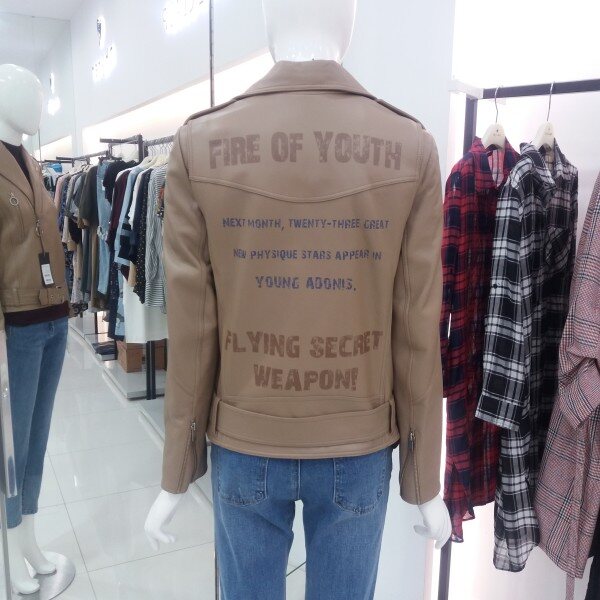 FIRE OF YOUTH
NEXT MONTH, TWENTY-THREE GREAT
NEW PHYSIQUE STARS APPEAR IN
YOUNG ADONIS.
FLYING SECRET
WEAPON!